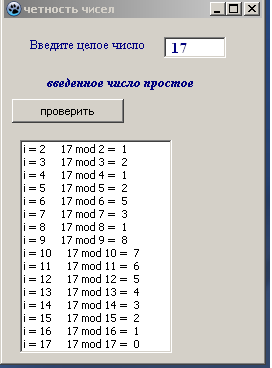 четность чисел
Введите целое число 17
введенное число простое
проверить
i = 2 17 mod 2 = 1
i = 3 17 mod 3 = 2
i = 4 17 mod 4 = 1
i = 5 17 mod 5 = 2
i = 6 17 mod 6 = 5
i = 7 17 mod 7 = 3
i = 8 17 mod 8 = 1
i = 9 17 mod 9 = 8
i = 10 17 mod 10 = 7
i = 11 17 mod 11 = 6
i = 12 17 mod 12 = 5
i = 13 17 mod 13 = 4
i = 14 17 mod 14 = 3
i = 15 17 mod 15 = 2
i = 16 17 mod 16 = 1
i = 17 17 mod 17 = 0